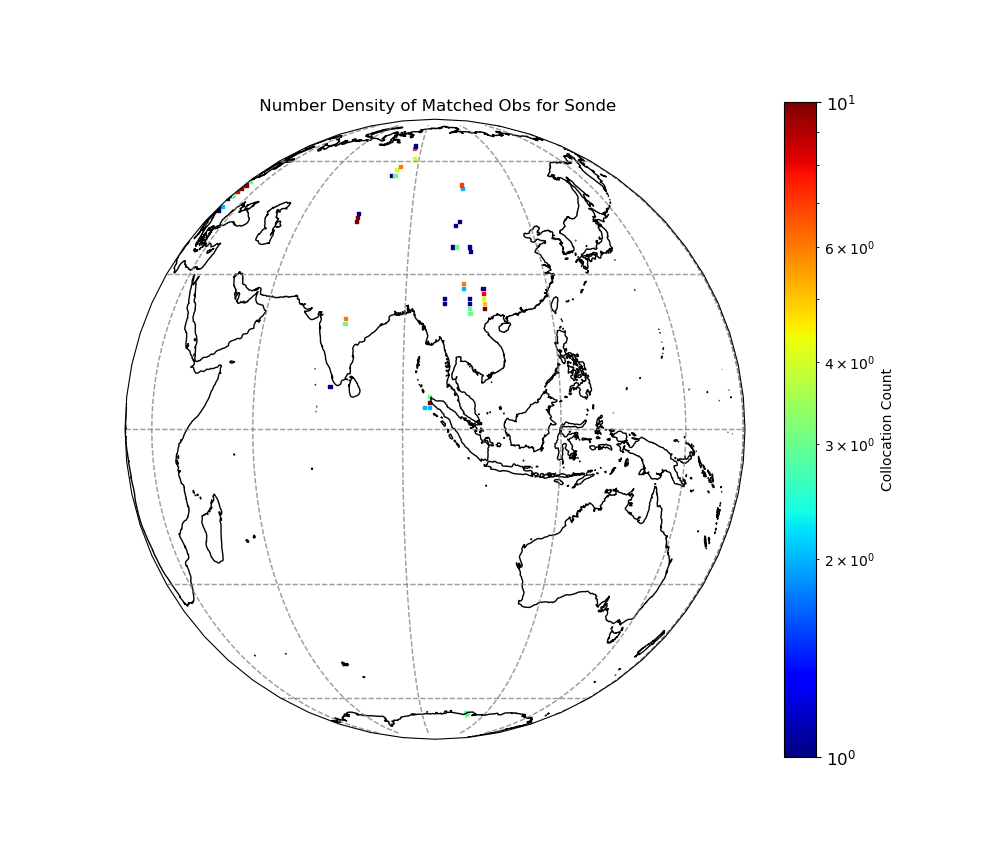 Number Density of Matched Obs for Sonde
10¹
6 × 10⁰
4 × 10⁰
3 × 10⁰
2 × 10⁰
10⁰
Collocation Count